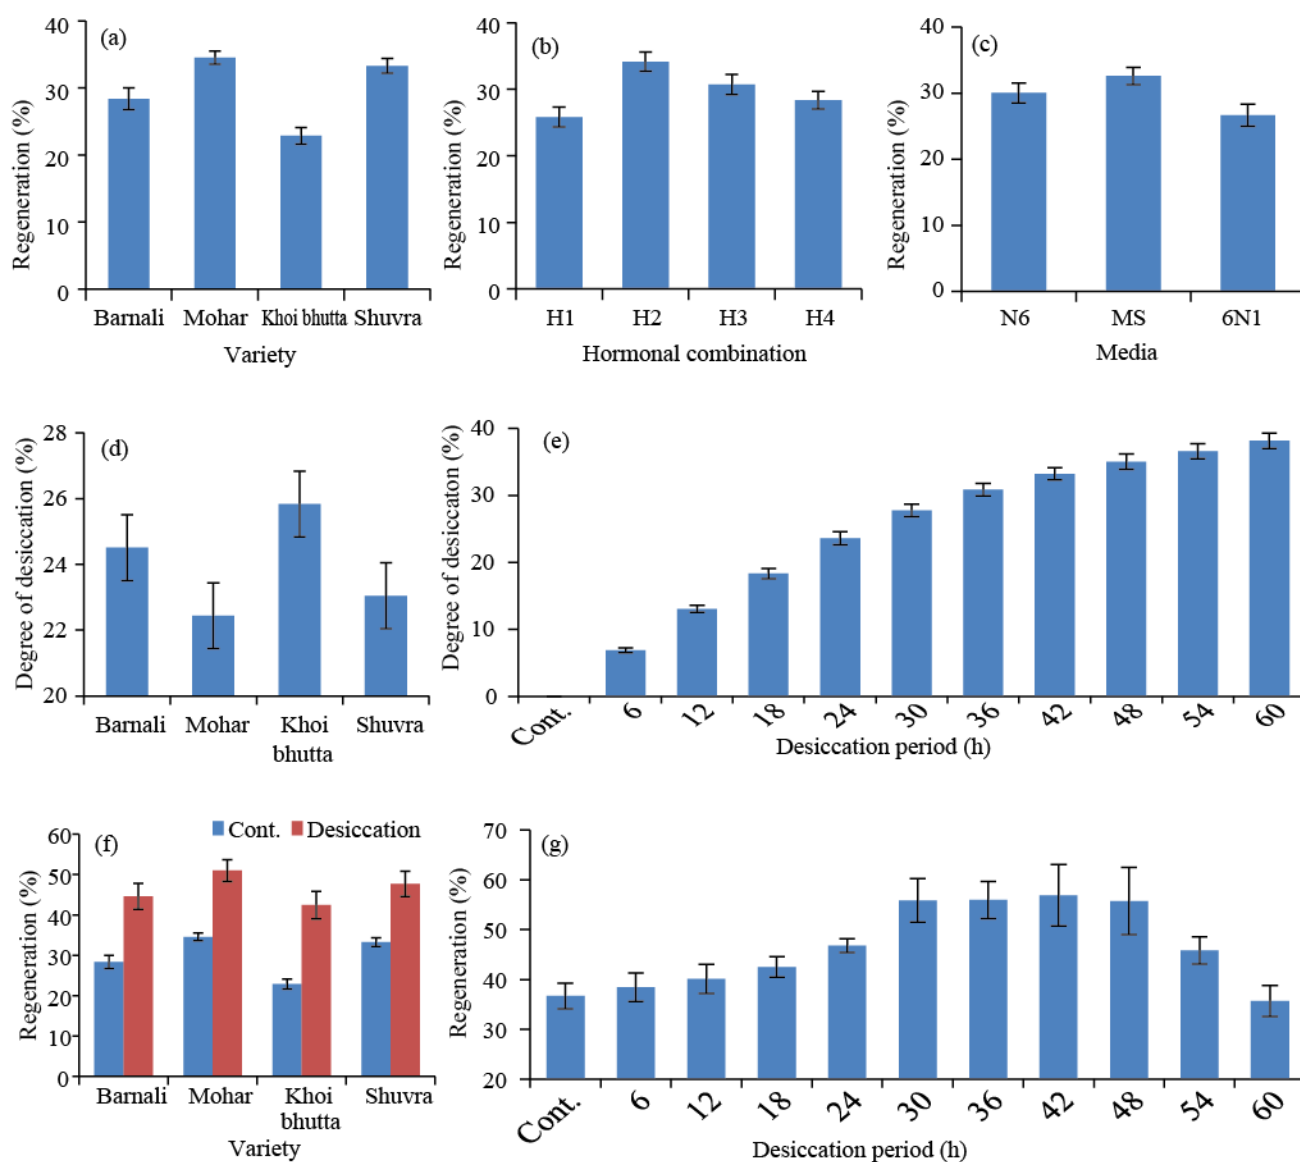 (a)
Regeneration (%)
40
30
20
10
0
Barnali Mohar Khoi bhutta Shuvra
Variety
(b)
Regeneration (%)
40
30
20
10
0
H1 H2 H3 H4
Hormonal combination
(c)
Regeneration (%)
40
30
20
10
0
N6 MS 6N1
Media
(d)
Degree of desiccation (%)
28
26
24
22
20
Barnali Mohar Khoi Shuvra
bhutta
(e)
Degree of desiccaton (%)
40
30
20
10
0
Cont. 6 12 18 24 30 36 42 48 54 60
Desiccation period (h)
(f)
Cont. Desiccation
Regeneration (%)
60
50
40
30
20
10
0
Barnali Mohar Khoi Shuvra
bhutta
Variety
(g)
Regeneration (%)
70
60
50
40
30
20
Cont. 6 12 18 24 30 36 42 48 54 60
Desiccation period (h)